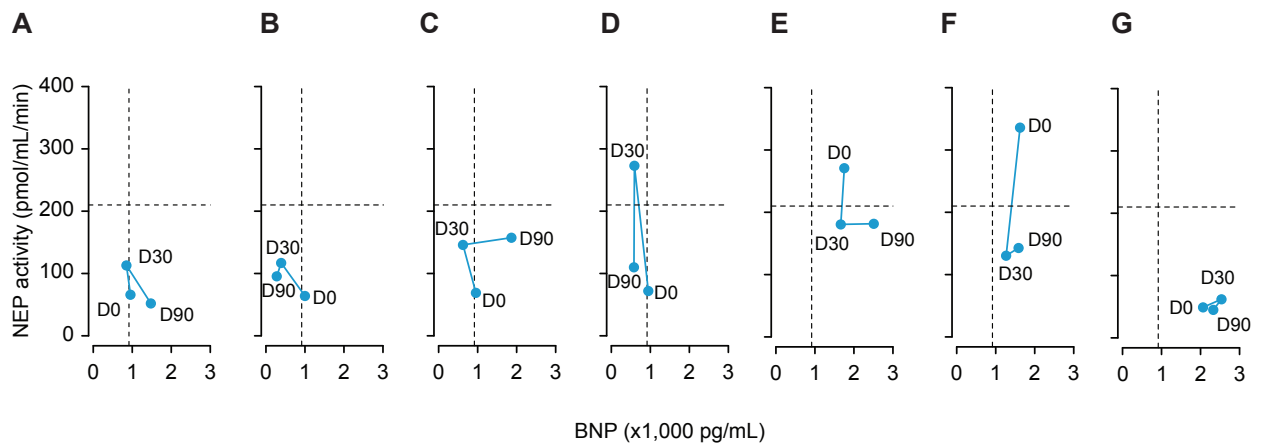 A B C D E F G
NEP activity (pmol/mL/min)
400
300
200
100
0
D30
D0
D90
0 1 2 3
D30
D90
D0
0 1 2 3
D30
D90
D0
0 1 2 3
D30
D90
D0
0 1 2 3
D0
D30
D90
0 1 2 3
D0
D90
D30
0 1 2 3
D30
D0
D90
0 1 2 3
BNP (x1,000 pg/mL)